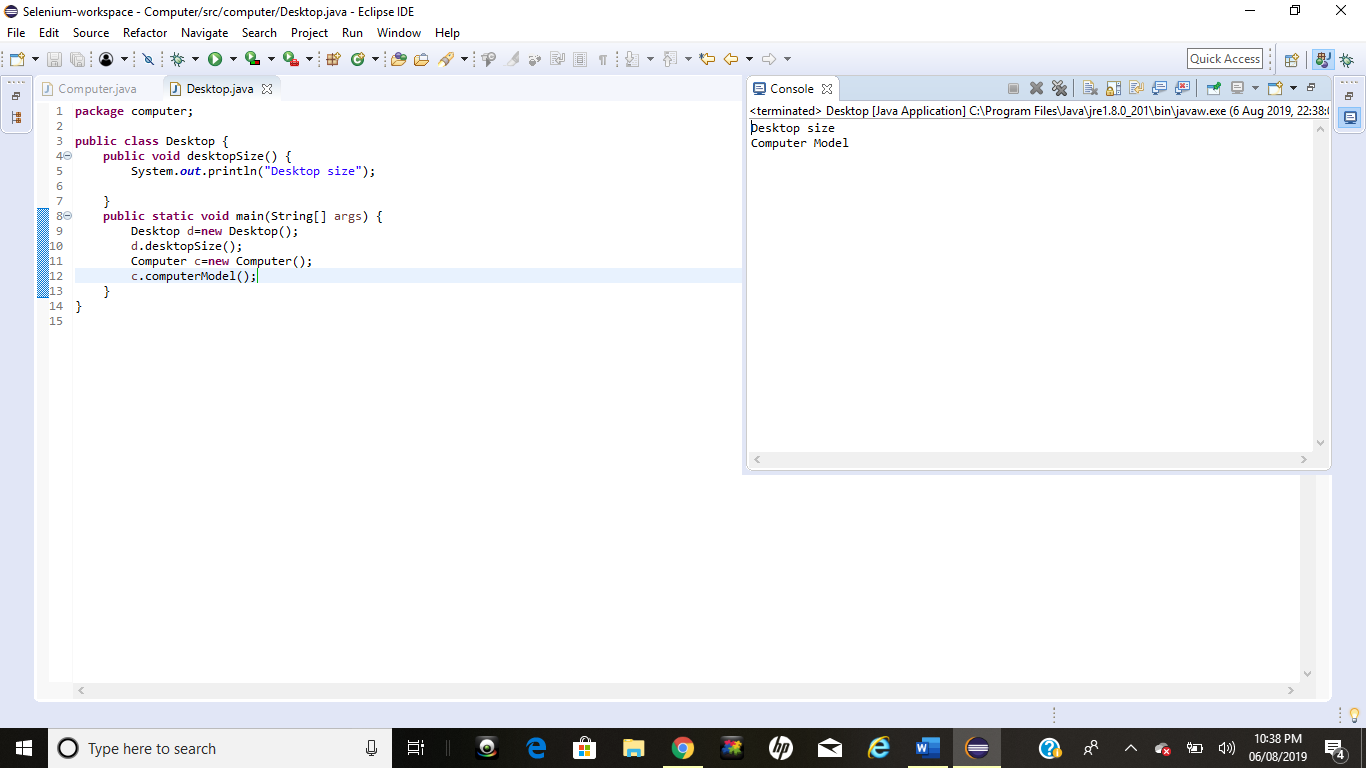 Selenium-workspace - Computer/src/computer/Desktop.java - Eclipse IDE
File Edit Source Refactor Navigate Search Project Run Window Help
Quick Access
Computer.java Desktop.java
1 package computer;
2
3 public class Desktop {
4 public void desktopSize() {
5 System.out.println("Desktop size");
6
7 }
8 public static void main(String[] args) {
9 Desktop d=new Desktop();
10 d.desktopSize();
11 Computer c=new Computer();
12 c.computerModel();
13 }
14 }
15
Console
<terminated> Desktop [Java Application] C:\Program Files\Java\jre1.8.0_201\bin\javaw.exe (6 Aug 2019, 22:38:
Desktop size
Computer Model
Type here to search
10:38 PM
06/08/2019
4